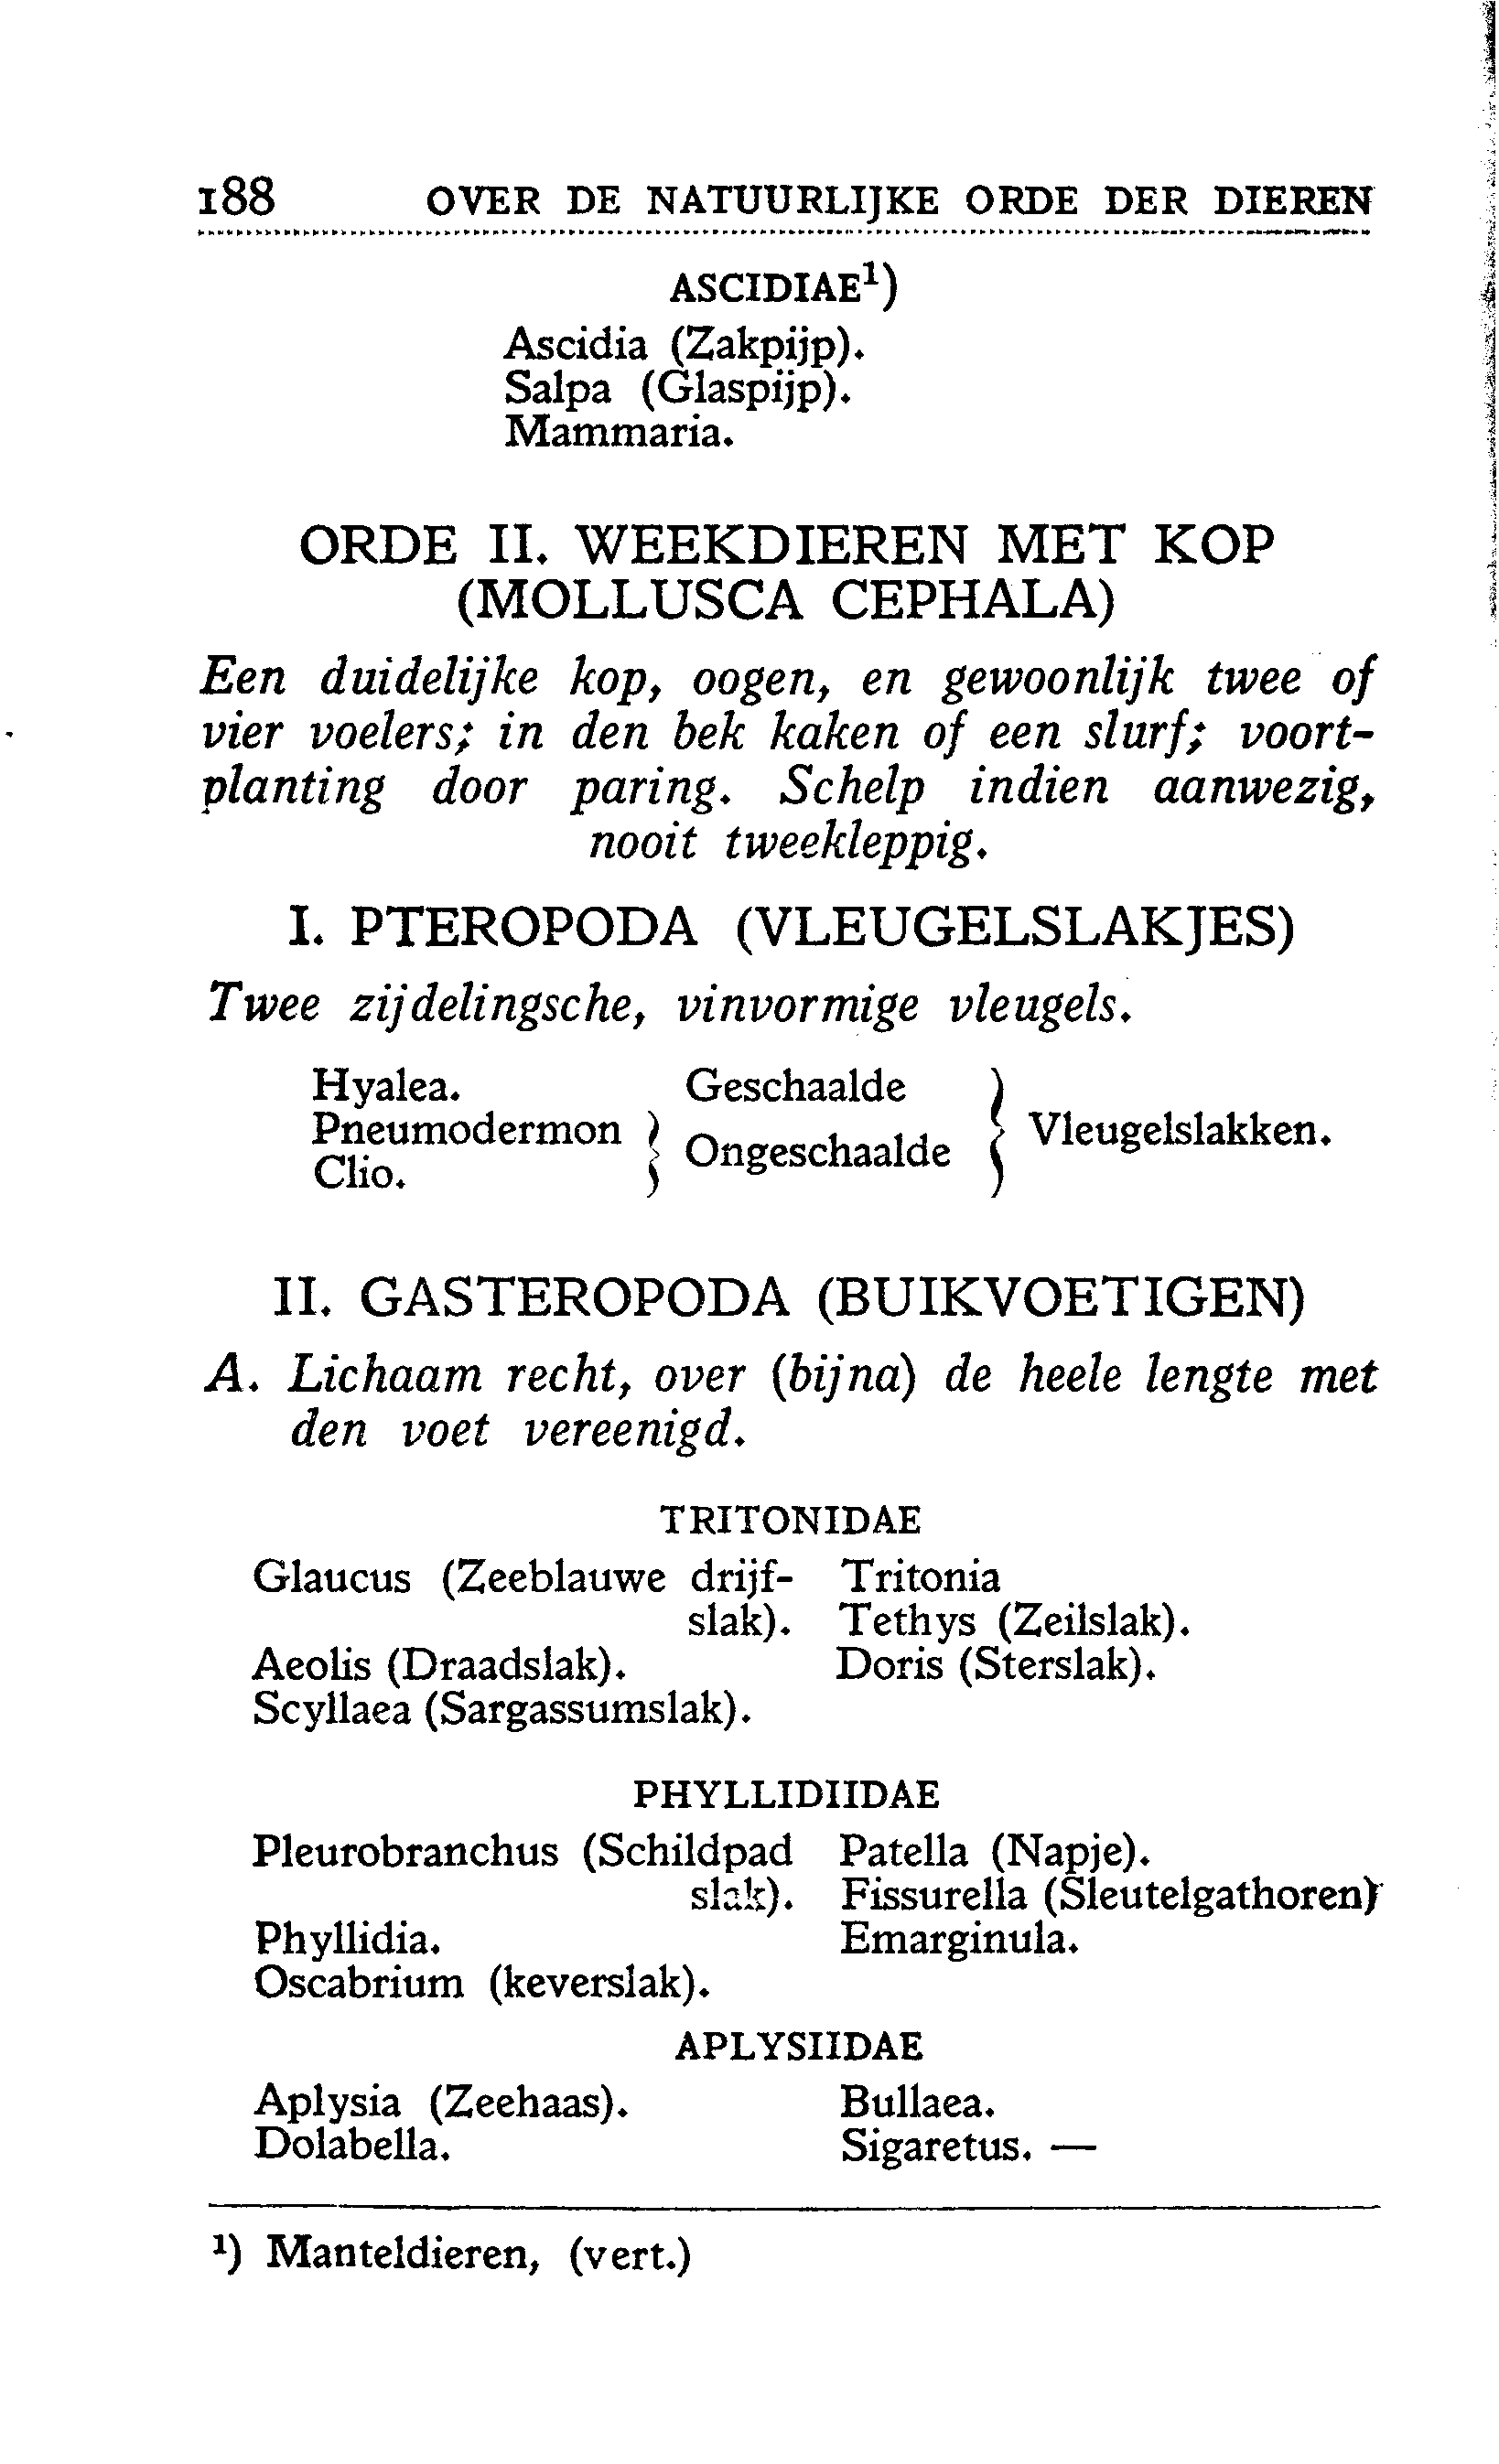 188 OVER DE NATUURLIJKE ORDE DER DIEREN
ASCIDIAE¹)
Ascidia (Zakpijp).
Salpa (Glaspijp).
Mammaria.
ORDE II. WEEKDIEREN MET KOP
(MOLLUSCA CEPHALA)
Een duidelijke kop, oogen, en gewoonlijk twee of
vier voelers; in den bek kaken of een slurf; voort-
planting door paring. Schelp indien aanwezig,
nooit tweekleppig.
I. PTEROPODA (VLEUGELSLAKJES)
Twee zijdelingsche, vinvormige vleugels.
Hyalea. Geschaalde
Pneumodermon } Ongeschaalde } Vleugelslakken.
Clio.
II. GASTEROPODA (BUIKVOETIGEN)
A. Lichaam recht, over (bijna) de heele lengte met
den voet vereenigd.
TRITONIDAE
Glaucus (Zeeblauwe drijf-
slak).
Aeolis (Draadslak).
Scyllaea (Sargassumslak).
Tritonia
Tethys (Zeilslak).
Doris (Sterslak).
PHYLLIDIIDAE
Pleurobranchus (Schildpad
slak).
Phyllidia.
Oscabrium (keverslak).
Patella (Napje).
Fissurella (Sleutelgathoren)
Emarginula.
APLYSIIDAE
Aplysia (Zeehaas).
Dolabella.
Bullaea.
Sigaretus. —
¹) Manteldieren, (vert.)